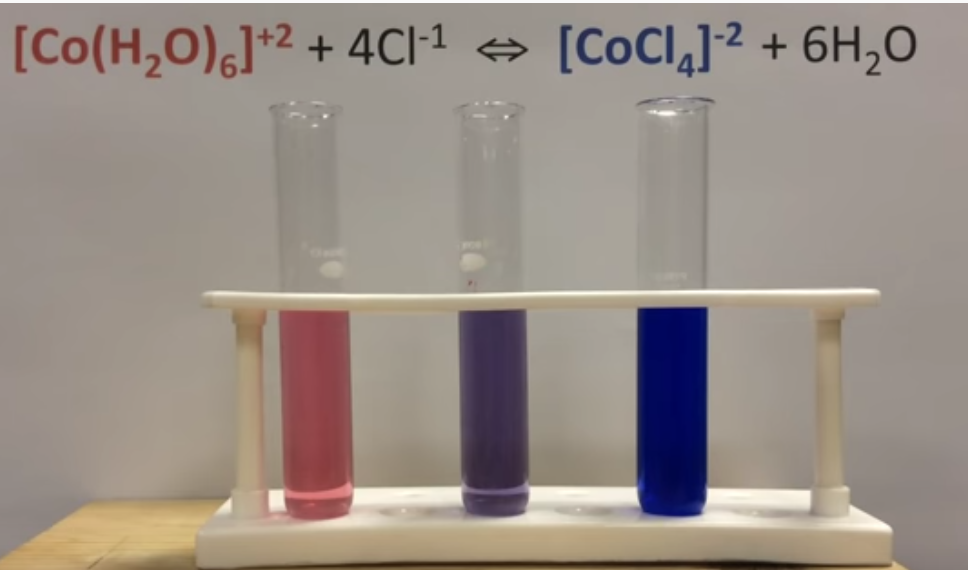 [Co(H₂O)₆]⁺² + 4Cl⁻¹ ⇔ [CoCl₄]⁻² + 6H₂O